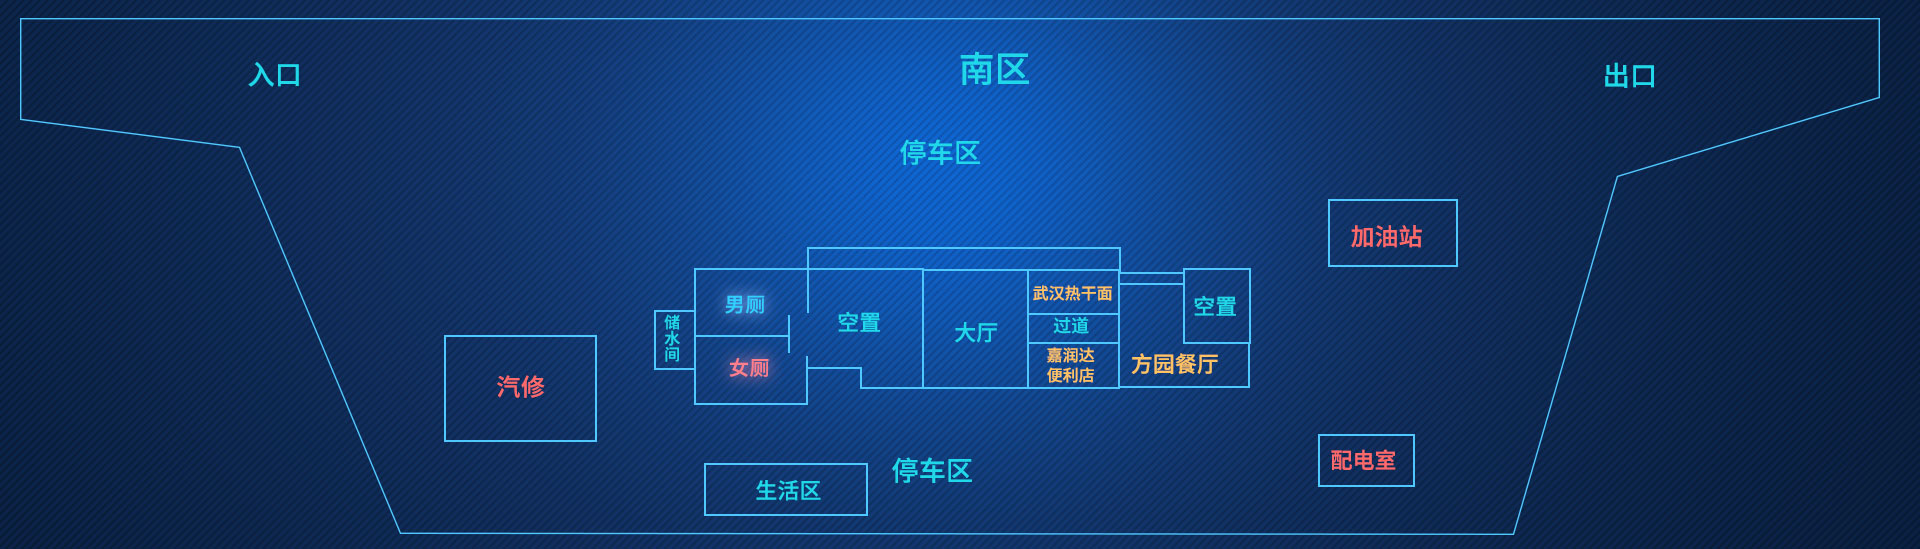 南区
入口
出口
停车区
加油站
武汉热干面
男厕
空置
空置
储水间
过道
大厅
嘉润达
便利店
方园餐厅
女厕
汽修
配电室
停车区
生活区